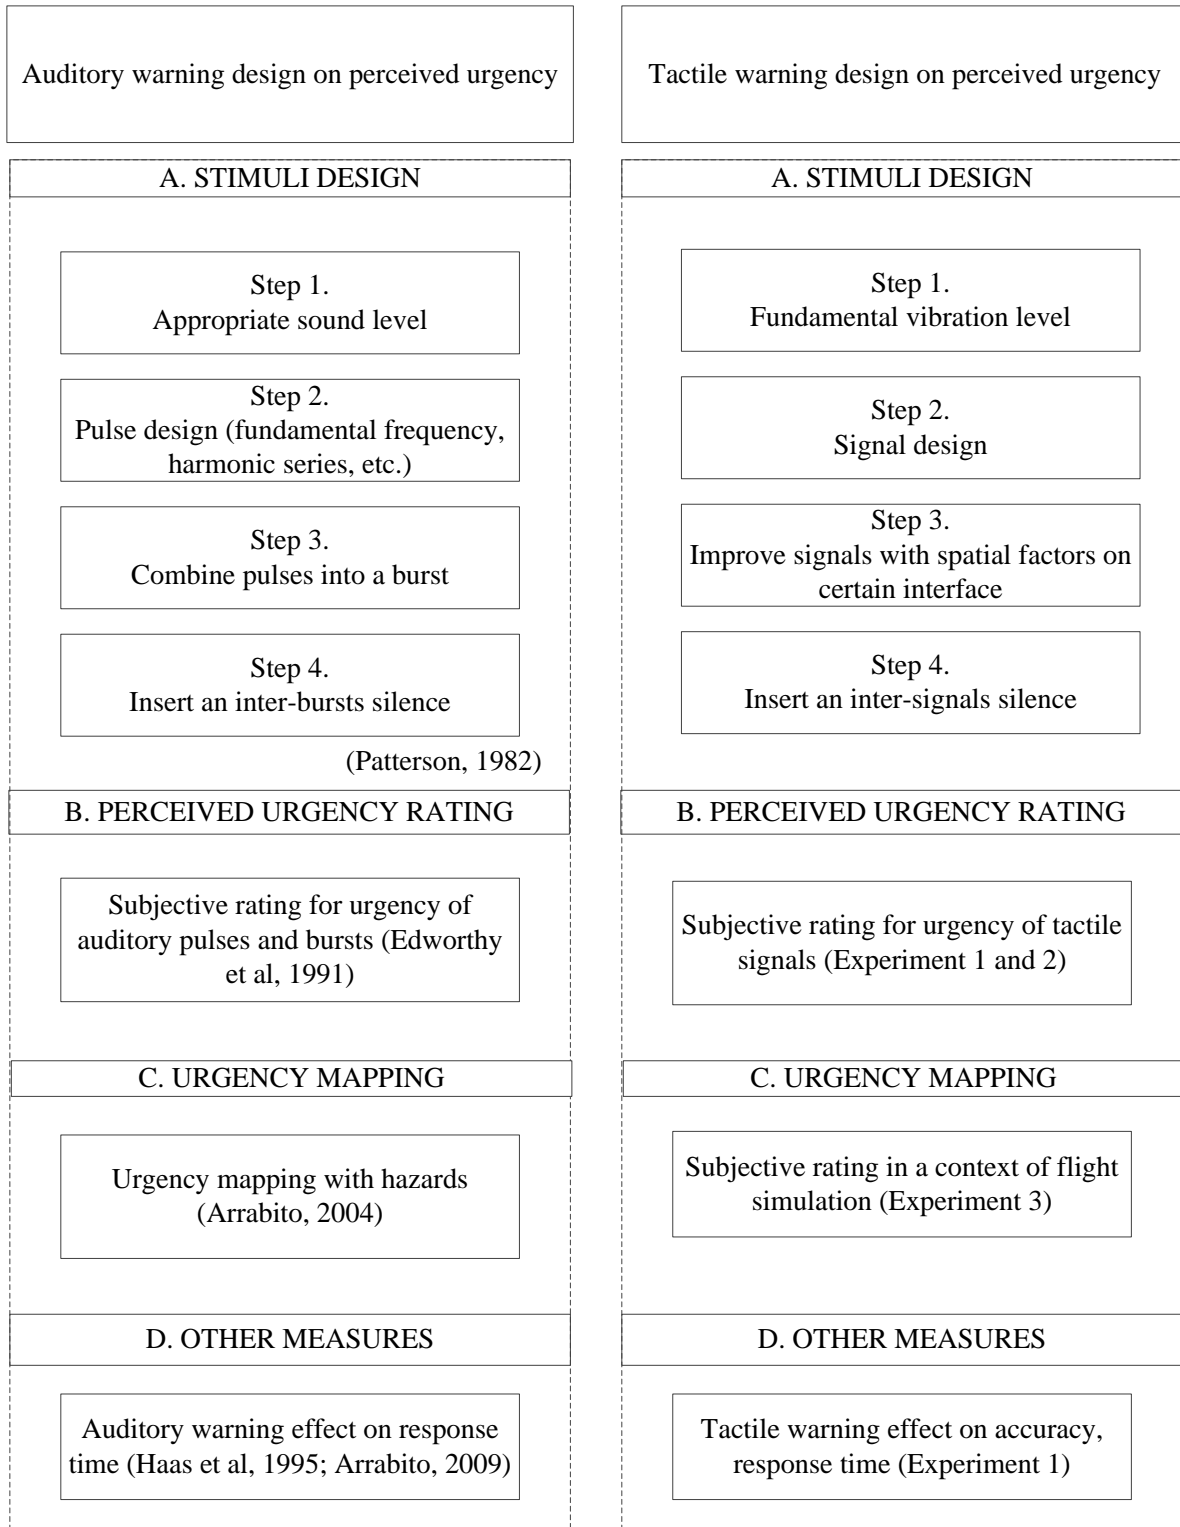 Auditory warning design on perceived urgency
A. STIMULI DESIGN
Step 1.
Appropriate sound level
Step 2.
Pulse design (fundamental frequency,
harmonic series, etc.)
Step 3.
Combine pulses into a burst
Step 4.
Insert an inter-bursts silence
(Patterson, 1982)
B. PERCEIVED URGENCY RATING
Subjective rating for urgency of
auditory pulses and bursts (Edworthy
et al, 1991)
C. URGENCY MAPPING
Urgency mapping with hazards
(Arrabito, 2004)
D. OTHER MEASURES
Auditory warning effect on response
time (Haas et al, 1995; Arrabito, 2009)
Tactile warning design on perceived urgency
A. STIMULI DESIGN
Step 1.
Fundamental vibration level
Step 2.
Signal design
Step 3.
Improve signals with spatial factors on
certain interface
Step 4.
Insert an inter-signals silence
B. PERCEIVED URGENCY RATING
Subjective rating for urgency of tactile
signals (Experiment 1 and 2)
C. URGENCY MAPPING
Subjective rating in a context of flight
simulation (Experiment 3)
D. OTHER MEASURES
Tactile warning effect on accuracy,
response time (Experiment 1)